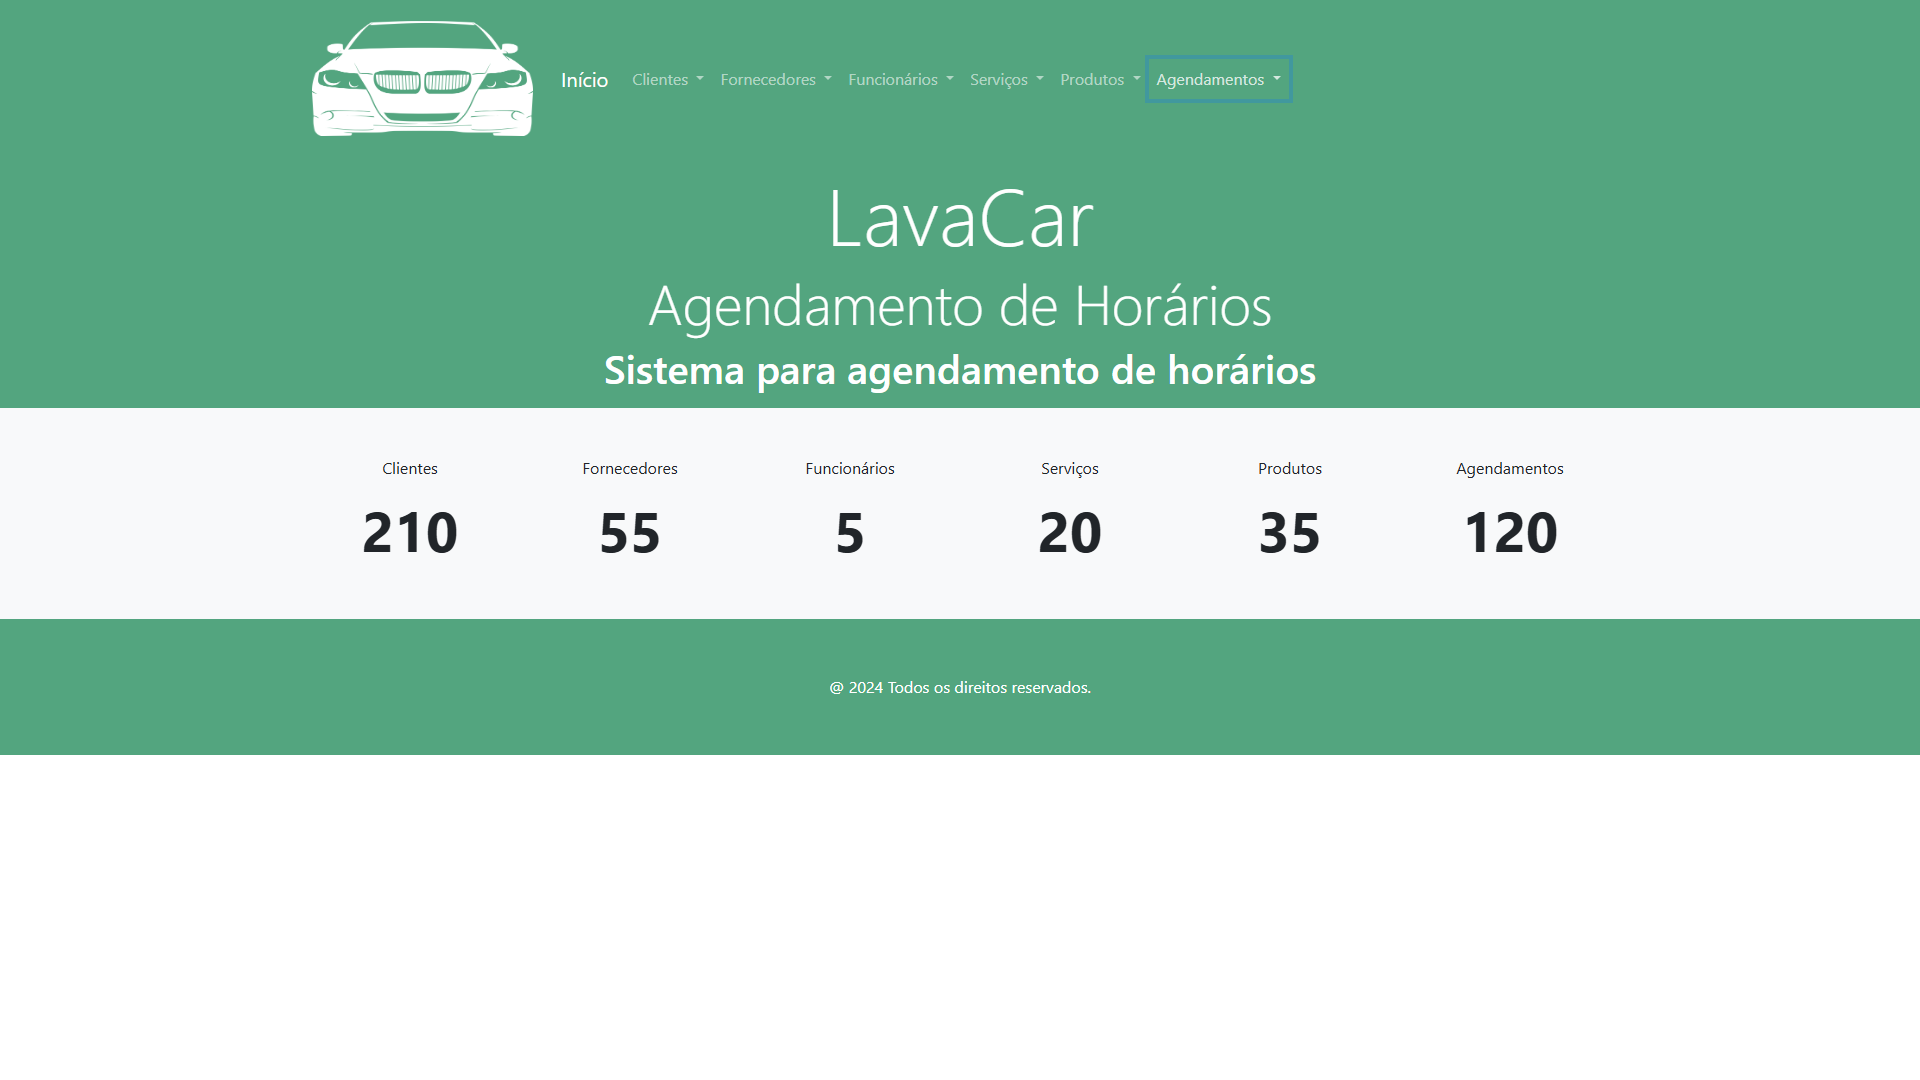 Início Clientes Fornecedores Funcionários Serviços Produtos Agendamentos
LavaCar
Agendamento de Horários
Sistema para agendamento de horários
Clientes Fornecedores Funcionários Serviços Produtos Agendamentos
210 55 5 20 35 120
@ 2024 Todos os direitos reservados.